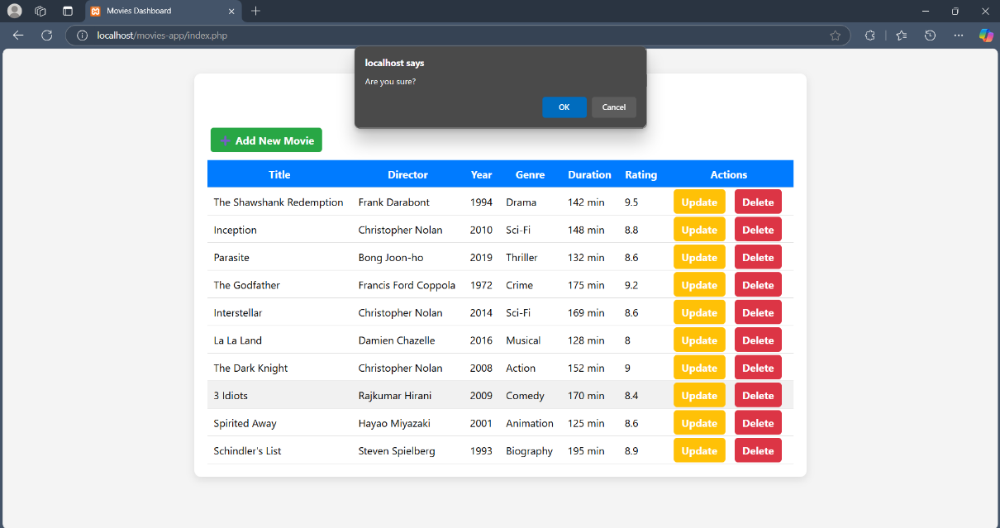 Movies Dashboard
localhost/movies-app/index.php
localhost says
Are you sure?
OK Cancel
Add New Movie
Title Director Year Genre Duration Rating Actions
The Shawshank Redemption Frank Darabont 1994 Drama 142 min 9.5 Update Delete
Inception Christopher Nolan 2010 Sci-Fi 148 min 8.8 Update Delete
Parasite Bong Joon-ho 2019 Thriller 132 min 8.6 Update Delete
The Godfather Francis Ford Coppola 1972 Crime 175 min 9.2 Update Delete
Interstellar Christopher Nolan 2014 Sci-Fi 169 min 8.6 Update Delete
La La Land Damien Chazelle 2016 Musical 128 min 8 Update Delete
The Dark Knight Christopher Nolan 2008 Action 152 min 9 Update Delete
3 Idiots Rajkumar Hirani 2009 Comedy 170 min 8.4 Update Delete
Spirited Away Hayao Miyazaki 2001 Animation 125 min 8.6 Update Delete
Schindler's List Steven Spielberg 1993 Biography 195 min 8.9 Update Delete